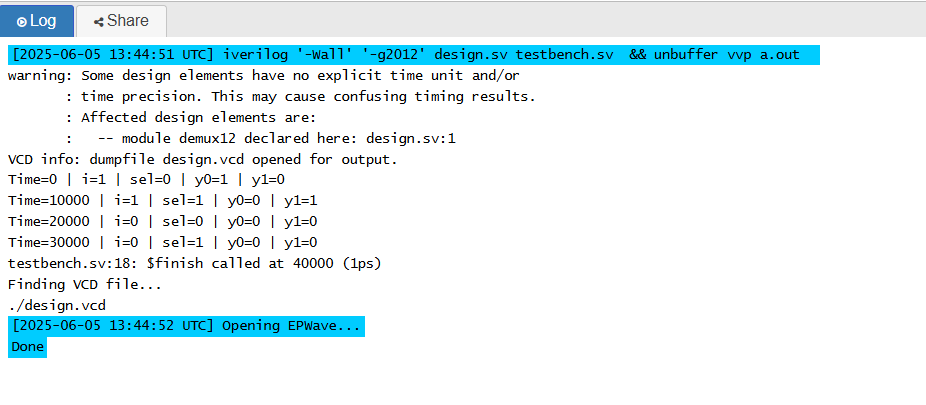 Log Share
[2025-06-05 13:44:51 UTC] iverilog '-Wall' '-g2012' design.sv testbench.sv && unbuffer vvp a.out
warning: Some design elements have no explicit time unit and/or
: time precision. This may cause confusing timing results.
: Affected design elements are:
: -- module demux12 declared here: design.sv:1
VCD info: dumpfile design.vcd opened for output.
Time=0 | i=1 | sel=0 | y0=1 | y1=0
Time=10000 | i=1 | sel=1 | y0=0 | y1=1
Time=20000 | i=0 | sel=0 | y0=0 | y1=0
Time=30000 | i=0 | sel=1 | y0=0 | y1=0
testbench.sv:18: $finish called at 40000 (1ps)
Finding VCD file...
./design.vcd
[2025-06-05 13:44:52 UTC] Opening EPWave...
Done